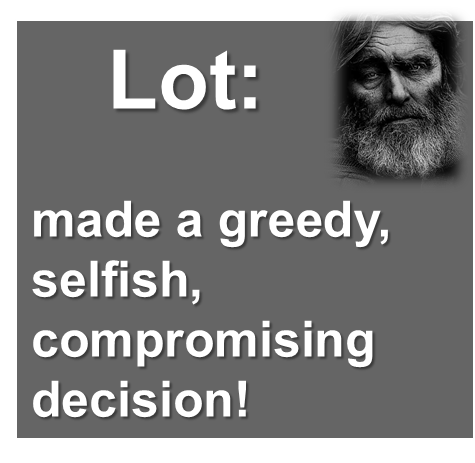 Lot:
made a greedy,
selfish,
compromising
decision!